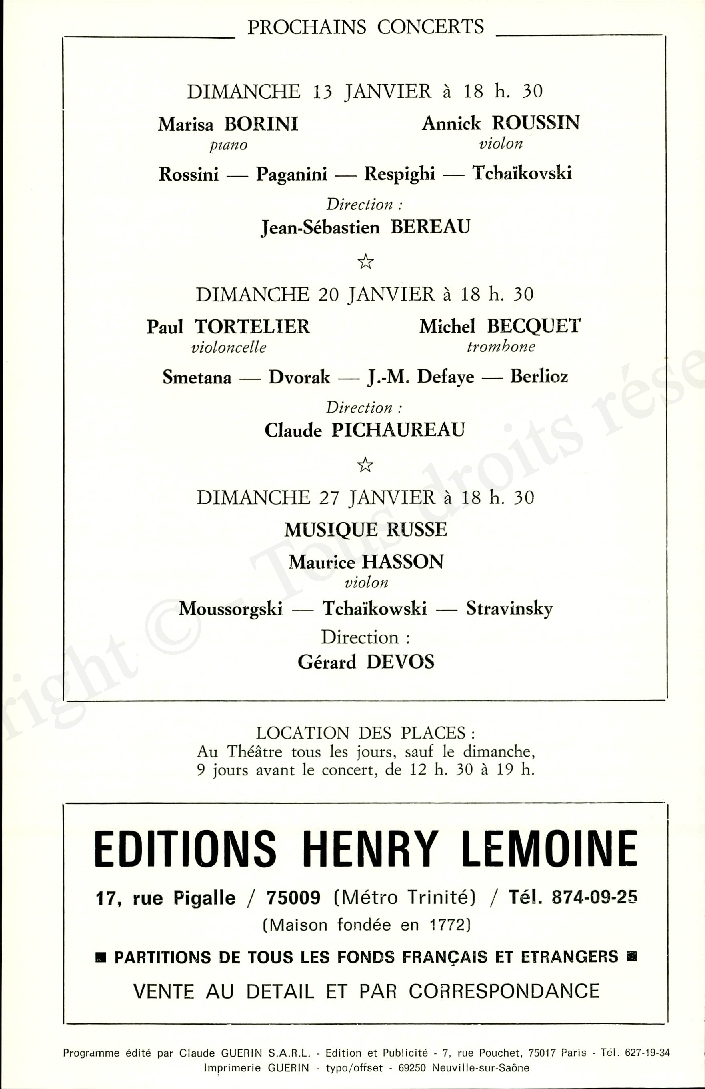 PROCHAINS CONCERTS
DIMANCHE 13 JANVIER à 18 h. 30
Marisa BORINI Annick ROUSSIN
piano violon
Rossini — Paganini — Respighi — Tchaïkovski
Direction :
Jean-Sébastien BEREAU
☆
DIMANCHE 20 JANVIER à 18 h. 30
Paul TORTELIER Michel BECQUET
violoncelle trombone
Smetana — Dvorak — J.-M. Defaye — Berlioz
Direction :
Claude PICHAUREAU
☆
DIMANCHE 27 JANVIER à 18 h. 30
MUSIQUE RUSSE
Maurice HASSON
violon
Moussorgski — Tchaïkowski — Stravinsky
Direction :
Gérard DEVOS
LOCATION DES PLACES :
Au Théâtre tous les jours, sauf le dimanche,
9 jours avant le concert, de 12 h. 30 à 19 h.
EDITIONS HENRY LEMOINE
17, rue Pigalle / 75009 (Métro Trinité) / Tél. 874-09-25
(Maison fondée en 1772)
■ PARTITIONS DE TOUS LES FONDS FRANÇAIS ET ETRANGERS ■
VENTE AU DETAIL ET PAR CORRESPONDANCE
Programme édité par Claude GUERIN S.A.R.L. - Edition et Publicité - 7, rue Pouchet, 75017 Paris - Tél. 627-19-34
Imprimerie GUERIN - typo/offset - 69250 Neuville-sur-Saône
right © - Tous droits rése